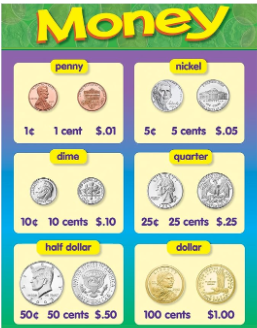 Money
penny
1¢ 1 cent $.01
nickel
5¢ 5 cents $.05
dime
10¢ 10 cents $.10
quarter
25¢ 25 cents $.25
half dollar
50¢ 50 cents $.50
dollar
100 cents $1.00